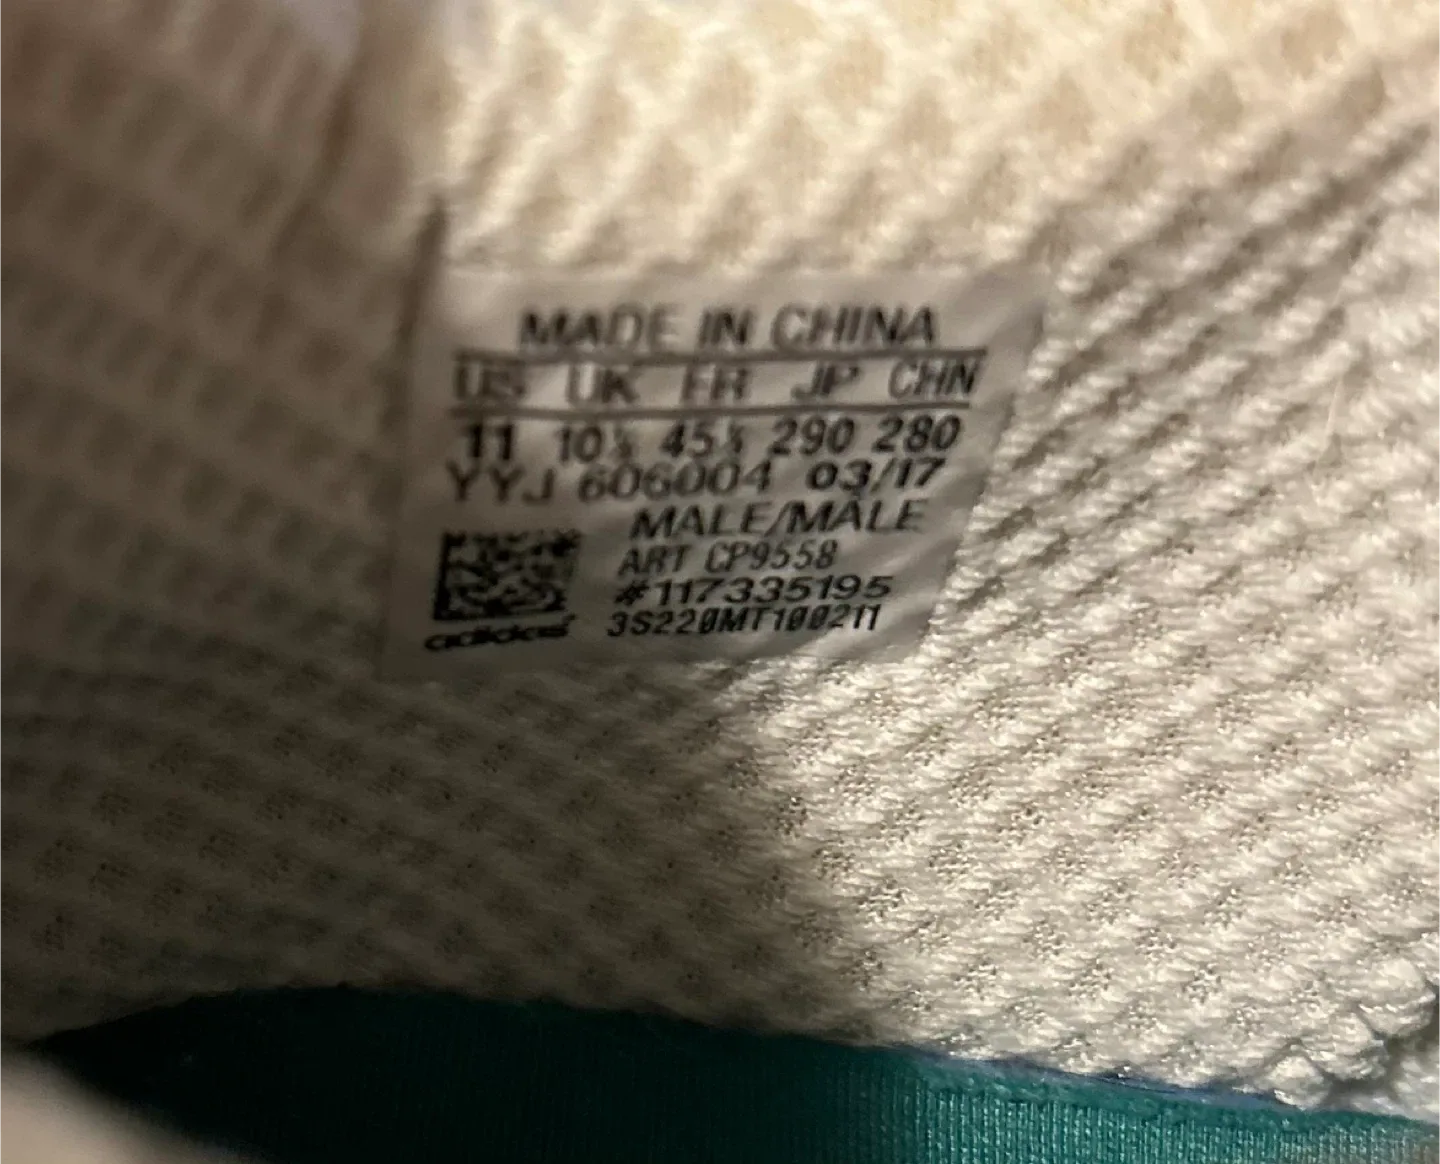 MADE IN CHINA
US UK FR JP CHN
11 10½ 45⅓ 290 280
YYJ 606004 03/17
MALE/MÂLE
ART CP9558
#117335195
adidas 3S220MT100211